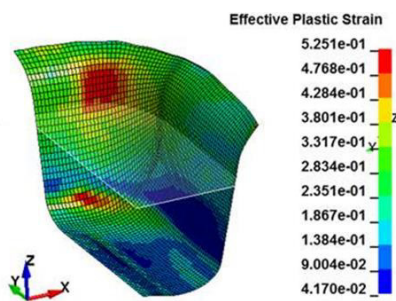 Effective Plastic Strain
5.251e-01
4.768e-01
4.284e-01
3.801e-01
Z
3.317e-01
Y
2.834e-01
2.351e-01
1.867e-01
1.384e-01
9.004e-02
4.170e-02
Z
Y
X